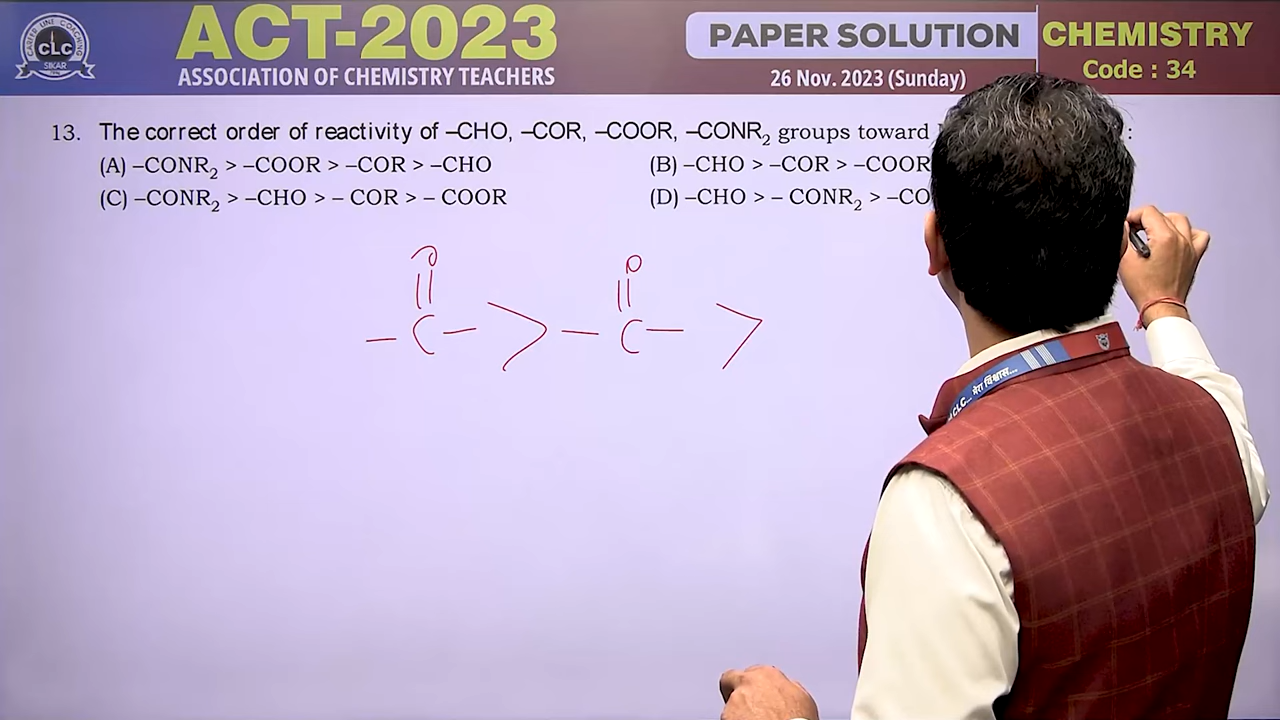 ACT-2023
ASSOCIATION OF CHEMISTRY TEACHERS
PAPER SOLUTION
26 Nov. 2023 (Sunday)
CHEMISTRY
Code : 34
CLC
SIKAR
13. The correct order of reactivity of –CHO, –COR, –COOR, –CONR₂ groups toward
(A) –CONR₂ > –COOR > –COR > –CHO
(B) –CHO > –COR > –COOR
(C) –CONR₂ > –CHO > – COR > – COOR
(D) –CHO > – CONR₂ > –CO
O O
– C – > – C – >
CLC... मेरा विश्वास...